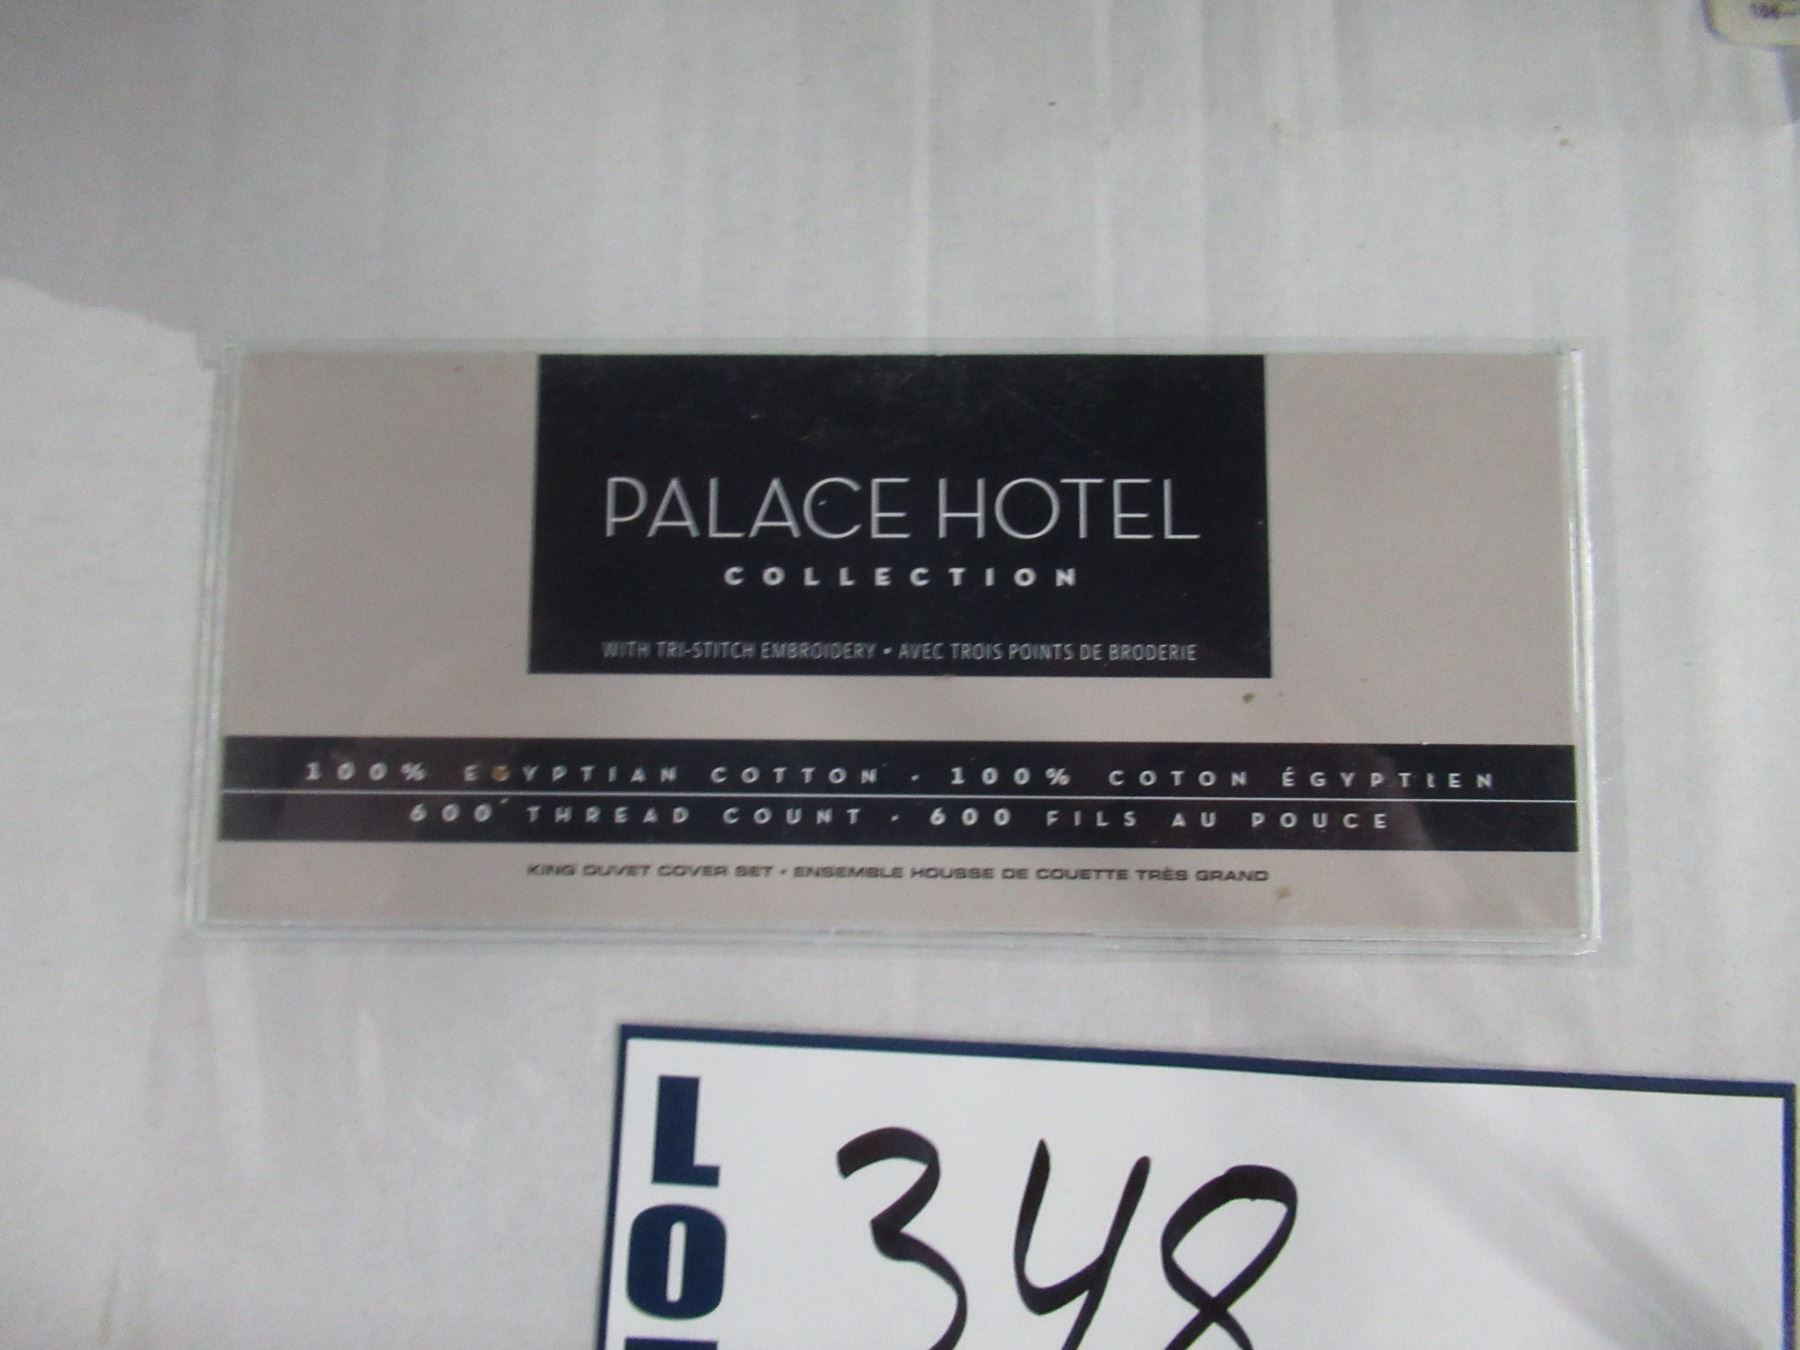 PALACE HOTEL
COLLECTION
WITH TRI-STITCH EMBROIDERY • AVEC TROIS POINTS DE BRODERIE
100% EGYPTIAN COTTON • 100% COTON ÉGYPTIEN
600 THREAD COUNT • 600 FILS AU POUCE
KING DUVET COVER SET • ENSEMBLE HOUSSE DE COUETTE TRÈS GRAND
LO
348